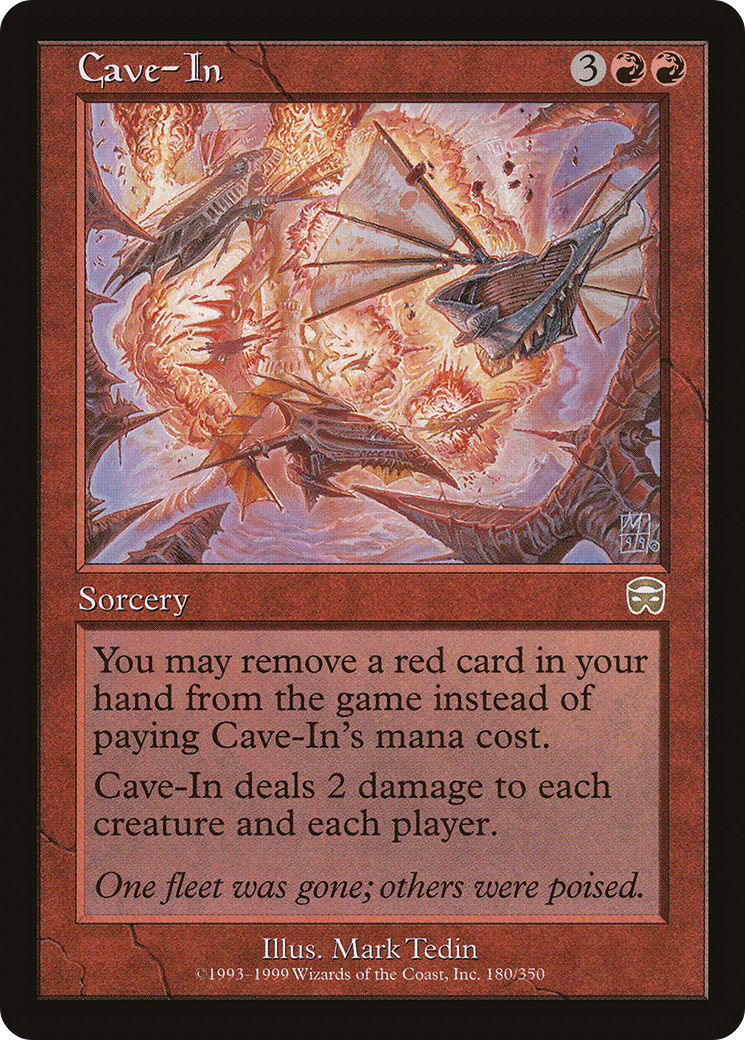 Cave-In
3
Sorcery
You may remove a red card in your
hand from the game instead of
paying Cave-In's mana cost.
Cave-In deals 2 damage to each
creature and each player.
One fleet was gone; others were poised.
Illus. Mark Tedin
©1993-1999 Wizards of the Coast, Inc. 180/350